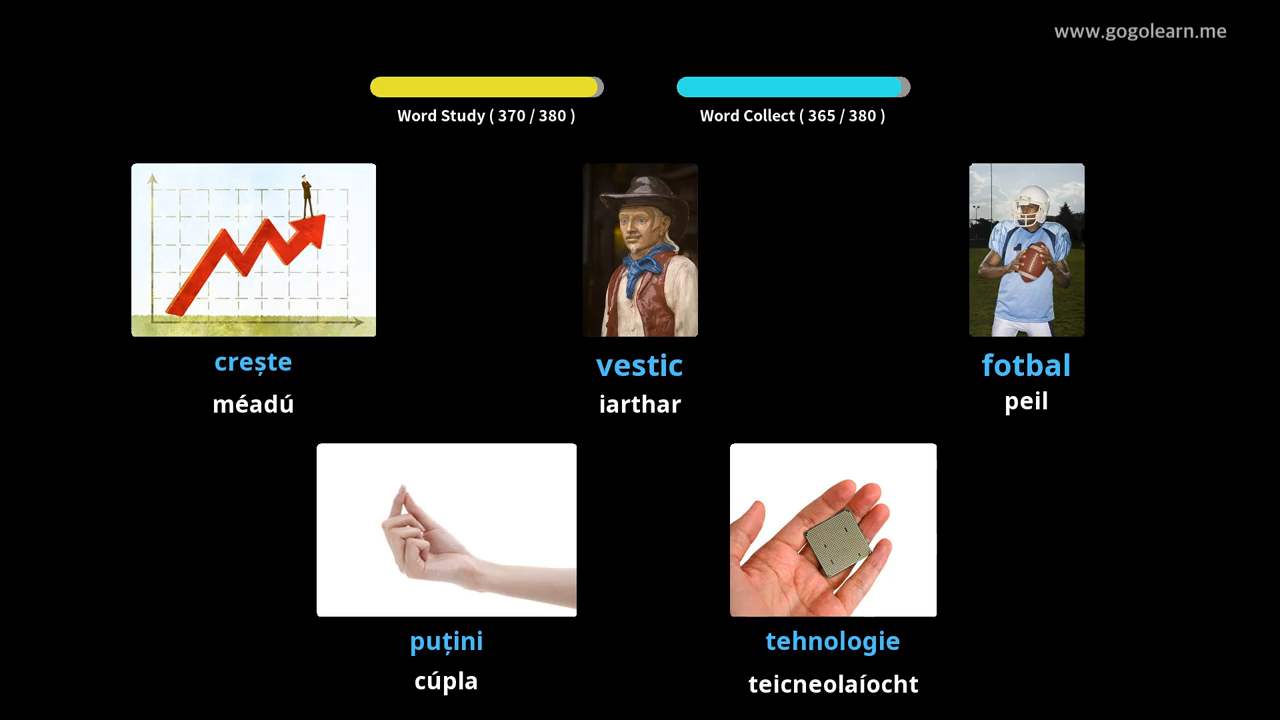 www.gogolearn.me
Word Study ( 370 / 380 )
Word Collect ( 365 / 380 )
crește
méadú
vestic
iarthar
fotbal
peil
puțini
cúpla
tehnologie
teicneolaíocht